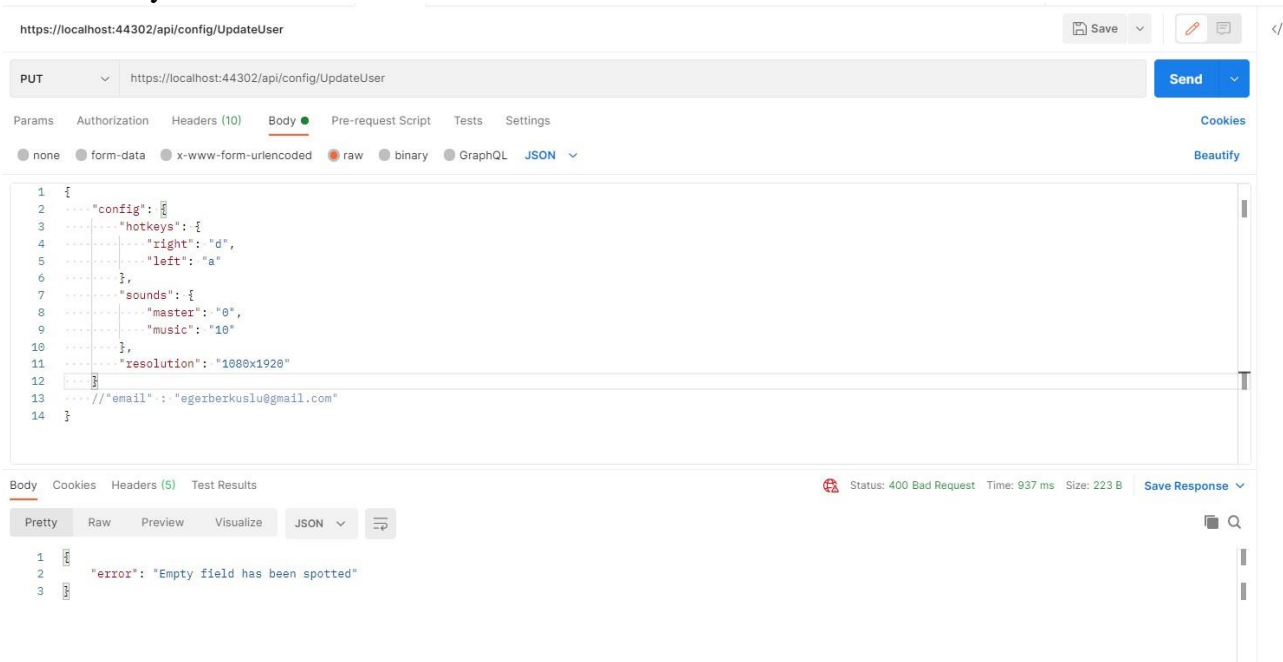 https://localhost:44302/api/config/UpdateUser Save </
PUT https://localhost:44302/api/config/UpdateUser Send
Params Authorization Headers (10) Body Pre-request Script Tests Settings Cookies
none form-data x-www-form-urlencoded raw binary GraphQL JSON Beautify
1 {
2 "config": {
3 "hotkeys": {
4 "right": "d",
5 "left": "a"
6 },
7 "sounds": {
8 "master": "0",
9 "music": "10"
10 },
11 "resolution": "1080x1920"
12 }
13 //"email" : "egerberkuslu@gmail.com"
14 }
Body Cookies Headers (5) Test Results Status: 400 Bad Request Time: 937 ms Size: 223 B Save Response
Pretty Raw Preview Visualize JSON
1 {
2 "error": "Empty field has been spotted"
3 }